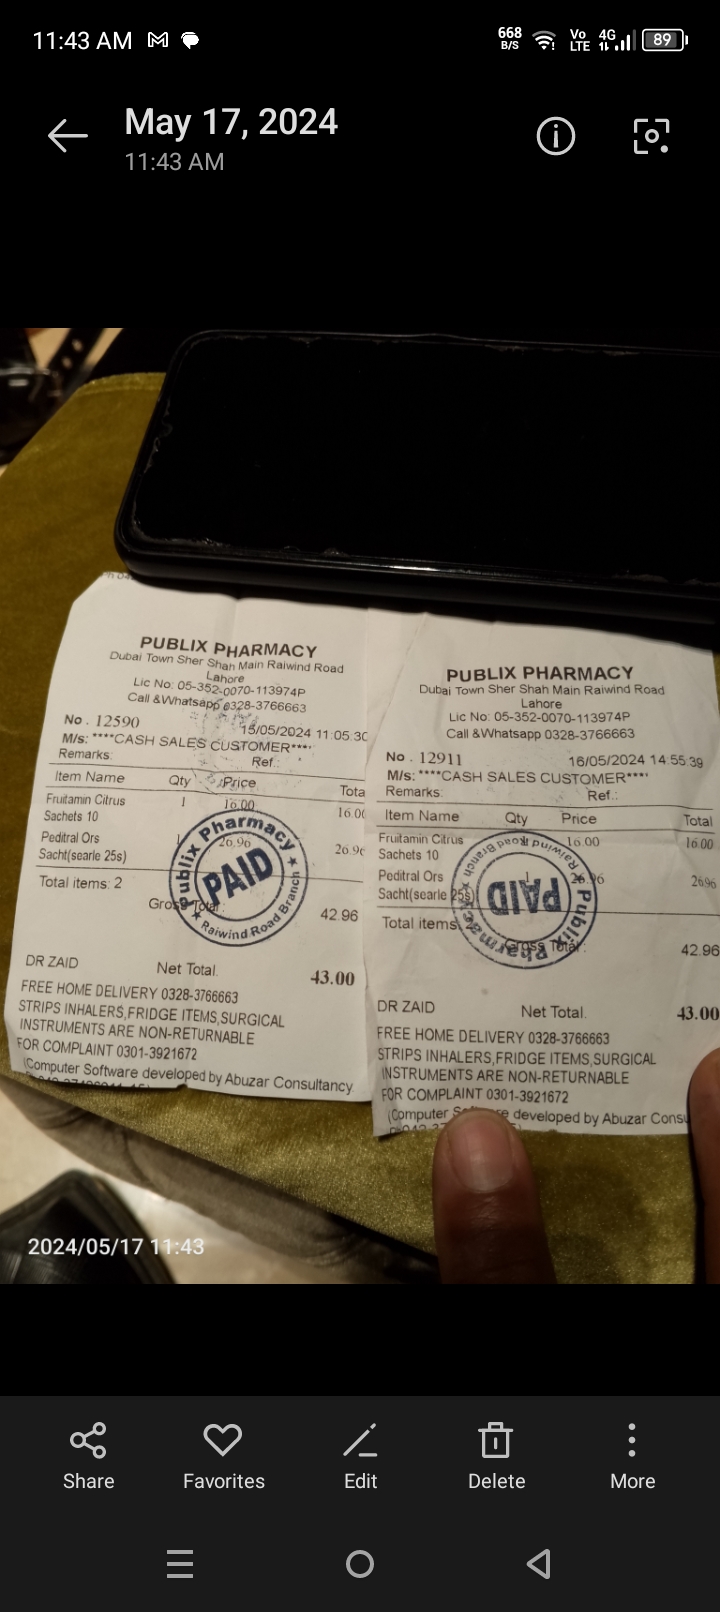 11:43 AM
668 B/S
Vo LTE
4G
89
May 17, 2024
11:43 AM
PUBLIX PHARMACY
Dubai Town Sher Shah Main Raiwind Road
Lahore
Lic No: 05-352-0070-113974P
Call &Whatsapp 0328-3766663
No . 12590 15/05/2024 11:05:30
M/s: ****CASH SALES CUSTOMER****
Remarks: Ref.:
Item Name Qty Price Tota
Fruitamin Citrus 1 16.00 16.00
Sachets 10
Peditral Ors 1 26.96 26.96
Sacht(searle 25s)
Total items: 2
Gross Total: 42.96
Publix Pharmacy
PAID
Raiwind Road Branch
DR ZAID Net Total. 43.00
FREE HOME DELIVERY 0328-3766663
STRIPS INHALERS,FRIDGE ITEMS,SURGICAL
INSTRUMENTS ARE NON-RETURNABLE
FOR COMPLAINT 0301-3921672
(Computer Software developed by Abuzar Consultancy
PUBLIX PHARMACY
Dubai Town Sher Shah Main Raiwind Road
Lahore
Lic No: 05-352-0070-113974P
Call &Whatsapp 0328-3766663
No . 12911 16/05/2024 14:55:39
M/s: ****CASH SALES CUSTOMER****
Remarks: Ref.:
Item Name Qty Price Total
Fruitamin Citrus 16.00 16.00
Sachets 10
Peditral Ors 1 26.96 26.96
Sacht(searle 25s)
Total items:
Gross Total: 42.96
Publix Pharmacy
PAID
Raiwind Road Branch
DR ZAID Net Total. 43.00
FREE HOME DELIVERY 0328-3766663
STRIPS INHALERS,FRIDGE ITEMS,SURGICAL
INSTRUMENTS ARE NON-RETURNABLE
FOR COMPLAINT 0301-3921672
(Computer developed by Abuzar Consu
2024/05/17 11:43
Share
Favorites
Edit
Delete
More